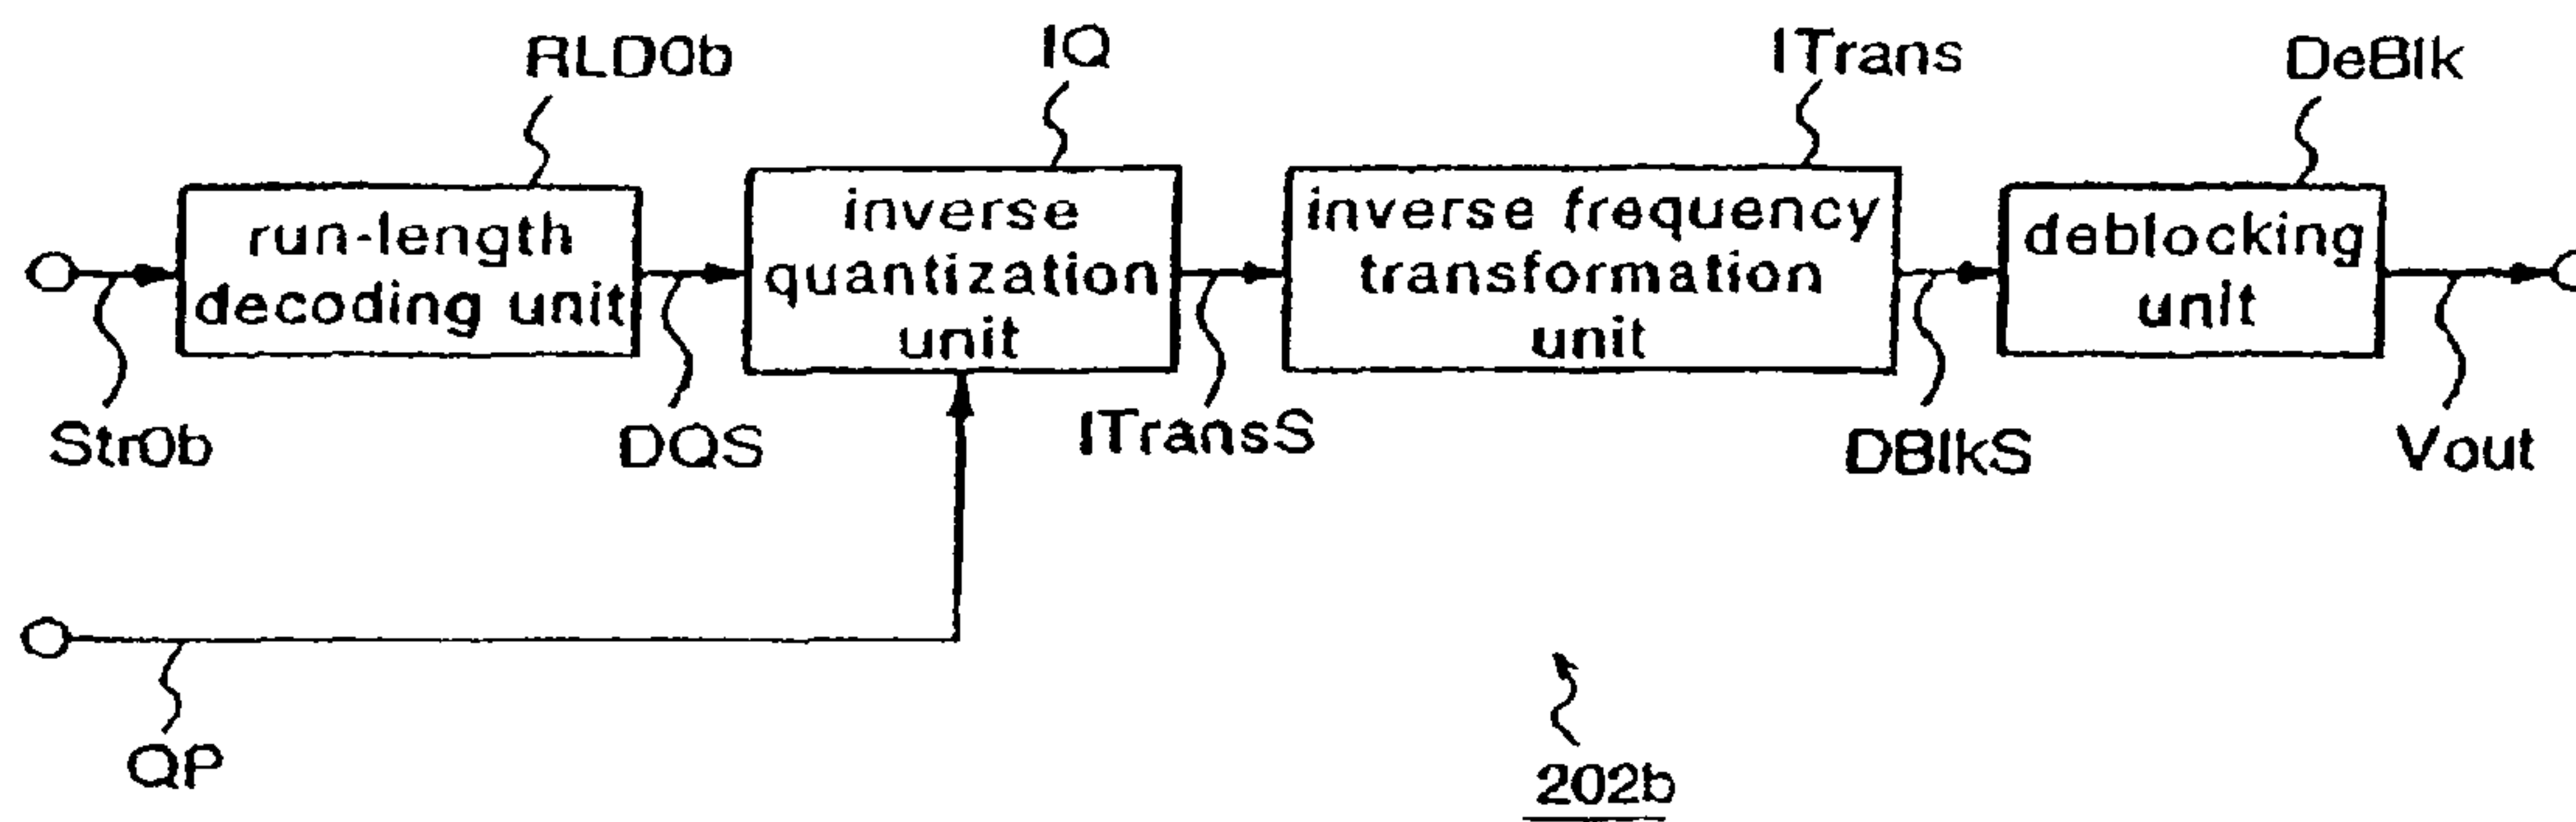 RLD0b
IQ
ITrans
DeBlk
run-length
decoding unit
inverse
quantization
unit
inverse frequency
transformation
unit
deblocking
unit
Str0b
DQS
ITransS
DBlkS
Vout
QP
202b